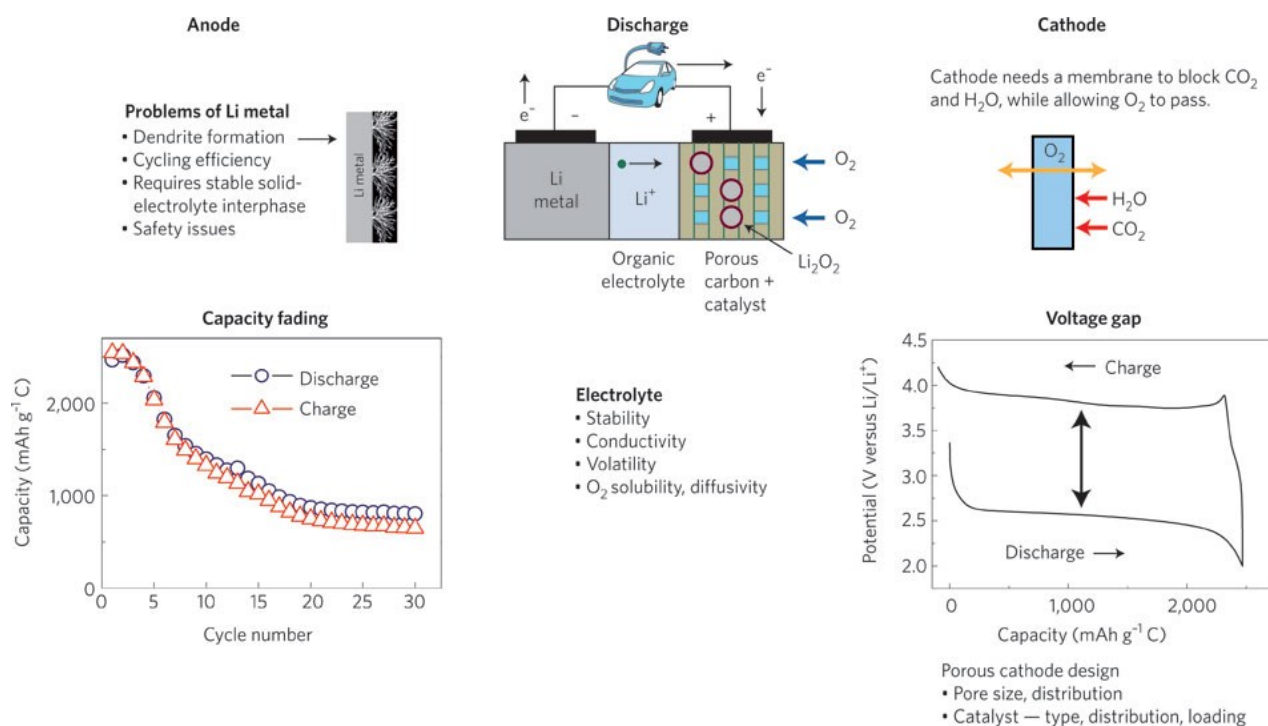 Anode
Problems of Li metal
▪ Dendrite formation
▪ Cycling efficiency
▪ Requires stable solid-
electrolyte interphase
▪ Safety issues
Li metal
Discharge
e⁻
−
+
e⁻
Li
metal
Li⁺
O₂
O₂
Li₂O₂
Organic
electrolyte
Porous
carbon +
catalyst
Cathode
Cathode needs a membrane to block CO₂
and H₂O, while allowing O₂ to pass.
O₂
H₂O
CO₂
Capacity fading
Capacity (mAh g⁻¹ C)
2,000
1,000
0
Discharge
Charge
0 5 10 15 20 25 30
Cycle number
Electrolyte
▪ Stability
▪ Conductivity
▪ Volatility
▪ O₂ solubility, diffusivity
Voltage gap
Potential (V versus Li/Li⁺)
4.5
4.0
3.5
3.0
2.5
2.0
Charge
Discharge
0 1,000 2,000
Capacity (mAh g⁻¹ C)
Porous cathode design
▪ Pore size, distribution
▪ Catalyst — type, distribution, loading